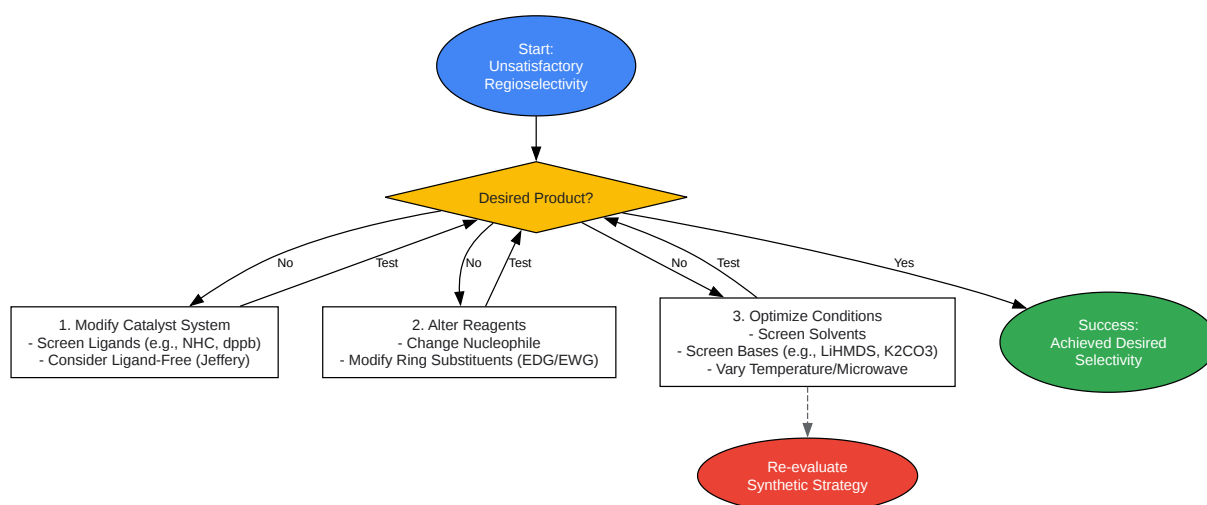 Start:
Unsatisfactory
Regioselectivity
Desired Product?
No
Test
No
Test
No
Test
Yes
1. Modify Catalyst System
- Screen Ligands (e.g., NHC, dppb)
- Consider Ligand-Free (Jeffery)
2. Alter Reagents
- Change Nucleophile
- Modify Ring Substituents (EDG/EWG)
3. Optimize Conditions
- Screen Solvents
- Screen Bases (e.g., LiHMDS, K2CO3)
- Vary Temperature/Microwave
Success:
Achieved Desired
Selectivity
Re-evaluate
Synthetic Strategy